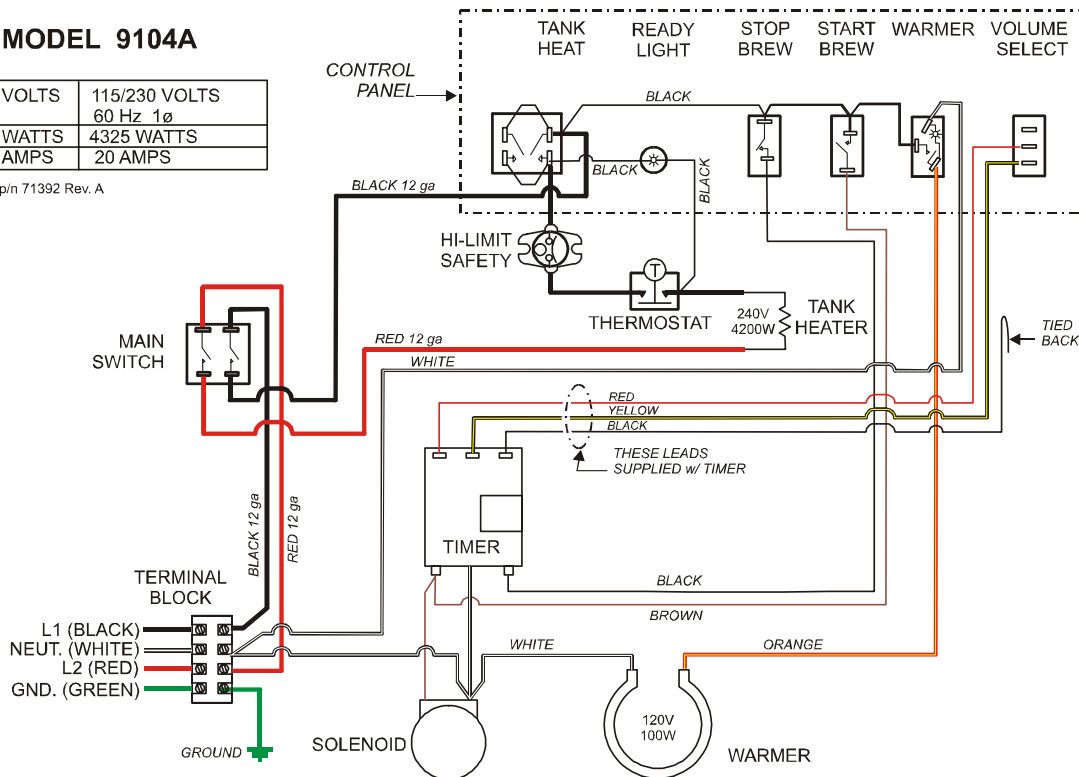 MODEL 9104A
VOLTS 115/230 VOLTS
60 Hz 1ø
WATTS 4325 WATTS
AMPS 20 AMPS
p/n 71392 Rev. A
CONTROL
PANEL
TANK
HEAT
READY
LIGHT
STOP
BREW
START
BREW
WARMER
VOLUME
SELECT
BLACK
BLACK
BLACK
BLACK 12 ga
HI-LIMIT
SAFETY
T
THERMOSTAT
240V
4200W
TANK
HEATER
MAIN
SWITCH
RED 12 ga
WHITE
TIED
BACK
RED
YELLOW
BLACK
THESE LEADS
SUPPLIED w/ TIMER
BLACK 12 ga
RED 12 ga
TIMER
BLACK
BROWN
TERMINAL
BLOCK
L1 (BLACK)
NEUT. (WHITE)
L2 (RED)
GND. (GREEN)
GROUND
WHITE
ORANGE
SOLENOID
120V
100W
WARMER